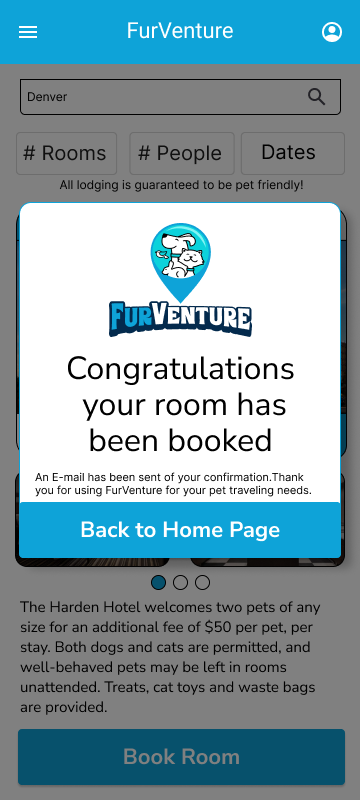 FurVenture
Denver
# Rooms
# People
Dates
All lodging is guaranteed to be pet friendly!
FURVENTURE
Congratulations
your room has
been booked
An E-mail has been sent of your confirmation.Thank
you for using FurVenture for your pet traveling needs.
Back to Home Page
The Harden Hotel welcomes two pets of any
size for an additional fee of $50 per pet, per
stay. Both dogs and cats are permitted, and
well-behaved pets may be left in rooms
unattended. Treats, cat toys and waste bags
are provided.
Book Room